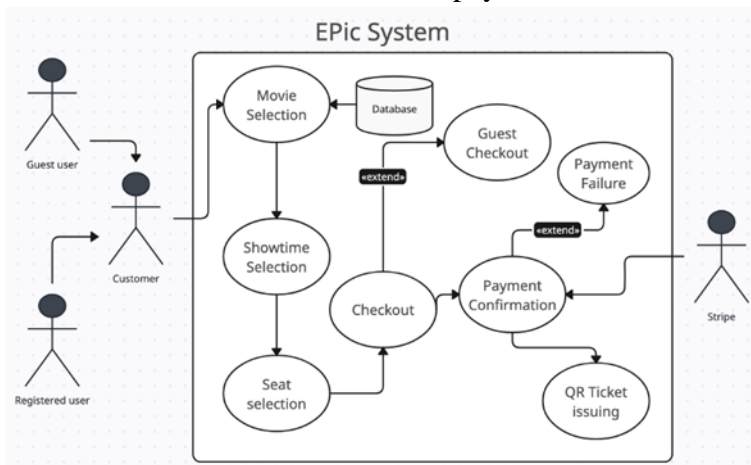 EPic System
Guest user
Customer
Registered user
Movie
Selection
Database
Guest
Checkout
Payment
Failure
«extend»
«extend»
Showtime
Selection
Checkout
Payment
Confirmation
Stripe
Seat
selection
QR Ticket
issuing